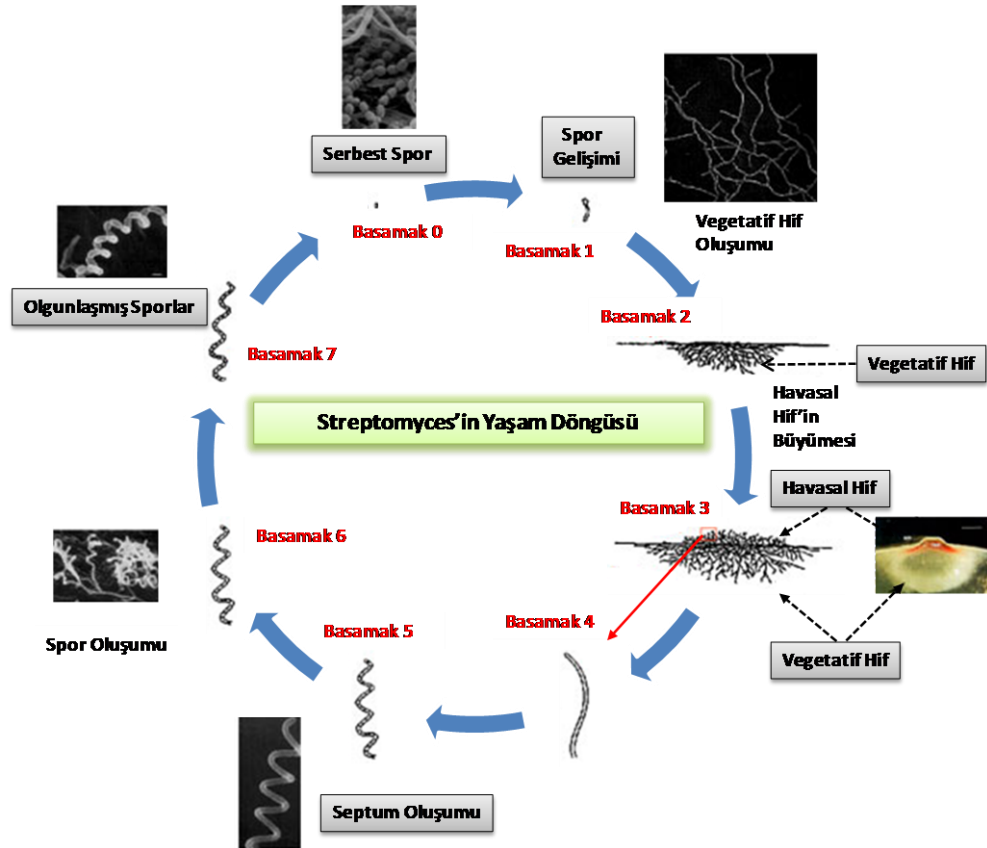 Serbest Spor
Spor
Gelişimi
Vegetatif Hif
Oluşumu
Basamak 0
Basamak 1
Olgunlaşmış Sporlar
Basamak 2
Basamak 7
Vegetatif Hif
Havasal
Hif'in
Büyümesi
Streptomyces'in Yaşam Döngüsü
Havasal Hif
Basamak 3
Basamak 6
Basamak 4
Basamak 5
Spor Oluşumu
Vegetatif Hif
Septum Oluşumu